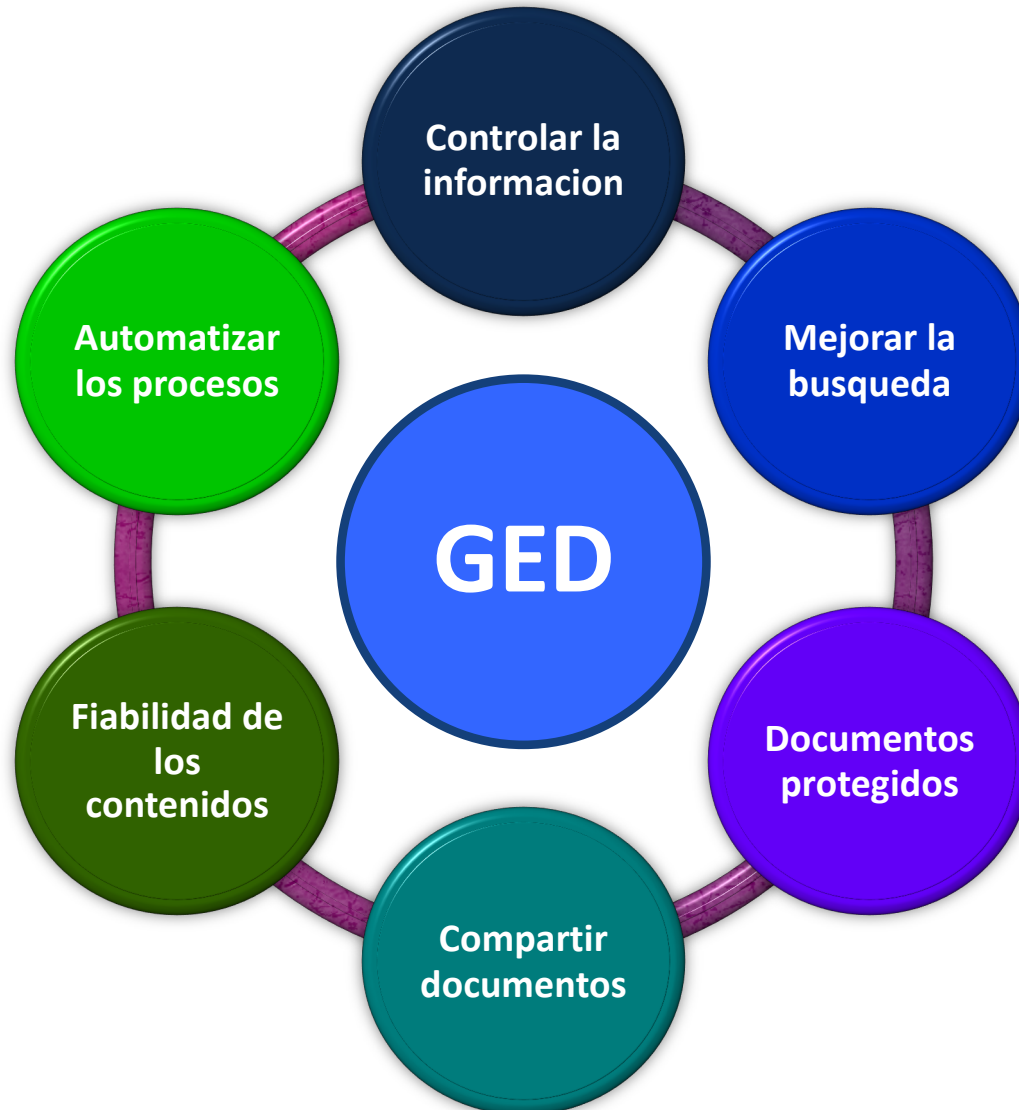 Controlar la
informacion
Mejorar la
busqueda
Documentos
protegidos
Compartir
documentos
Fiabilidad de
los
contenidos
Automatizar
los procesos
GED